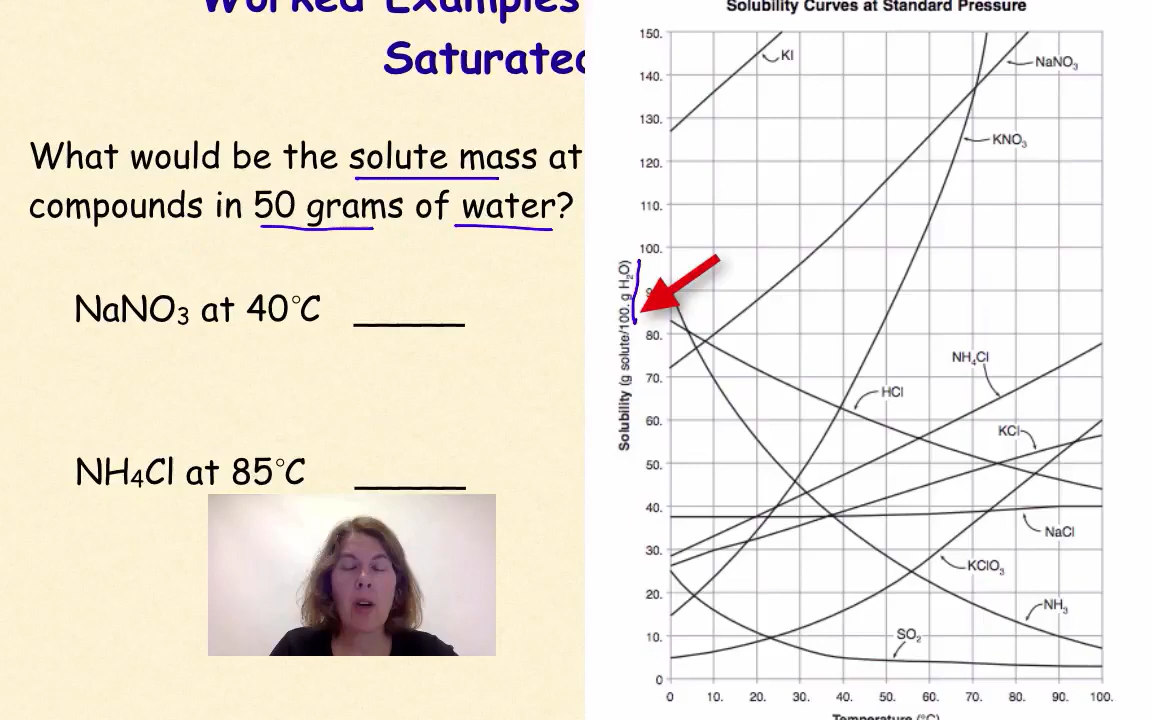 Worked Examples
Saturated
What would be the solute mass at
compounds in 50 grams of water?
NaNO₃ at 40°C ______
NH₄Cl at 85°C ______
Solubility Curves at Standard Pressure
Solubility (g solute/100. g H₂O)
150.
140.
130.
120.
110.
100.
80.
70.
60.
50.
40.
30.
20.
10.
0
KI
NaNO₃
KNO₃
NH₄Cl
HCl
KCl
NaCl
KClO₃
NH₃
SO₂
0 10. 20. 30. 40. 50. 60. 70. 80. 90. 100.
Temperature (°C)